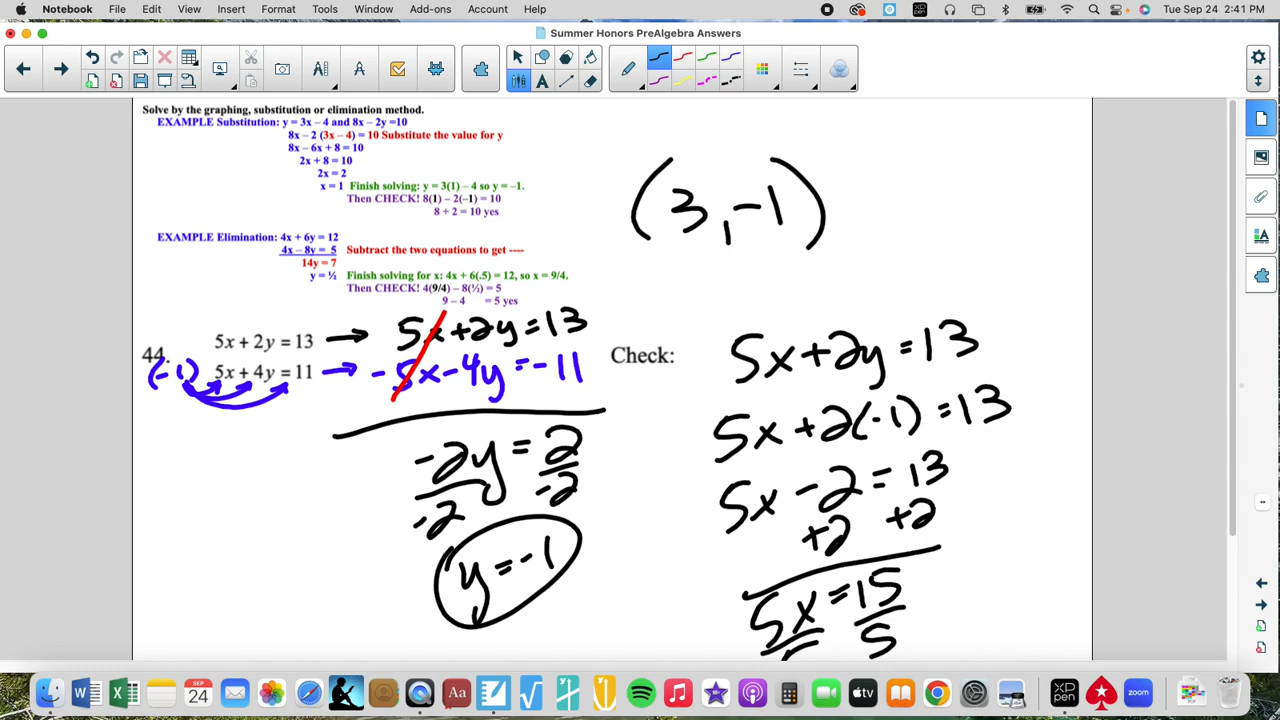 Notebook File Edit View Insert Format Tools Window Add-ons Account Help Tue Sep 24 2:41 PM
Summer Honors PreAlgebra Answers
Solve by the graphing, substitution or elimination method.
EXAMPLE Substitution: y = 3x – 4 and 8x – 2y =10
8x – 2 (3x – 4) = 10 Substitute the value for y
8x – 6x + 8 = 10
2x + 8 = 10
2x = 2
x = 1 Finish solving: y = 3(1) – 4 so y = –1.
Then CHECK! 8(1) – 2(–1) = 10
8 + 2 = 10 yes
(3, -1)
EXAMPLE Elimination: 4x + 6y = 12
4x – 8y = 5 Subtract the two equations to get ----
14y = 7
y = ½ Finish solving for x: 4x + 6(.5) = 12, so x = 9/4.
Then CHECK! 4(9/4) – 8(½) = 5
9 – 4 = 5 yes
44.
5x + 2y = 13 → 5x+2y=13
(-1) 5x + 4y = 11 → -5x-4y=-11
-2y = 2
-2 -2
y = -1
Check:
5x+2y=13
5x+2(-1)=13
5x -2 = 13
+2 +2
5x = 15
5
SEP
24
Aa
XP
PEN
zoom